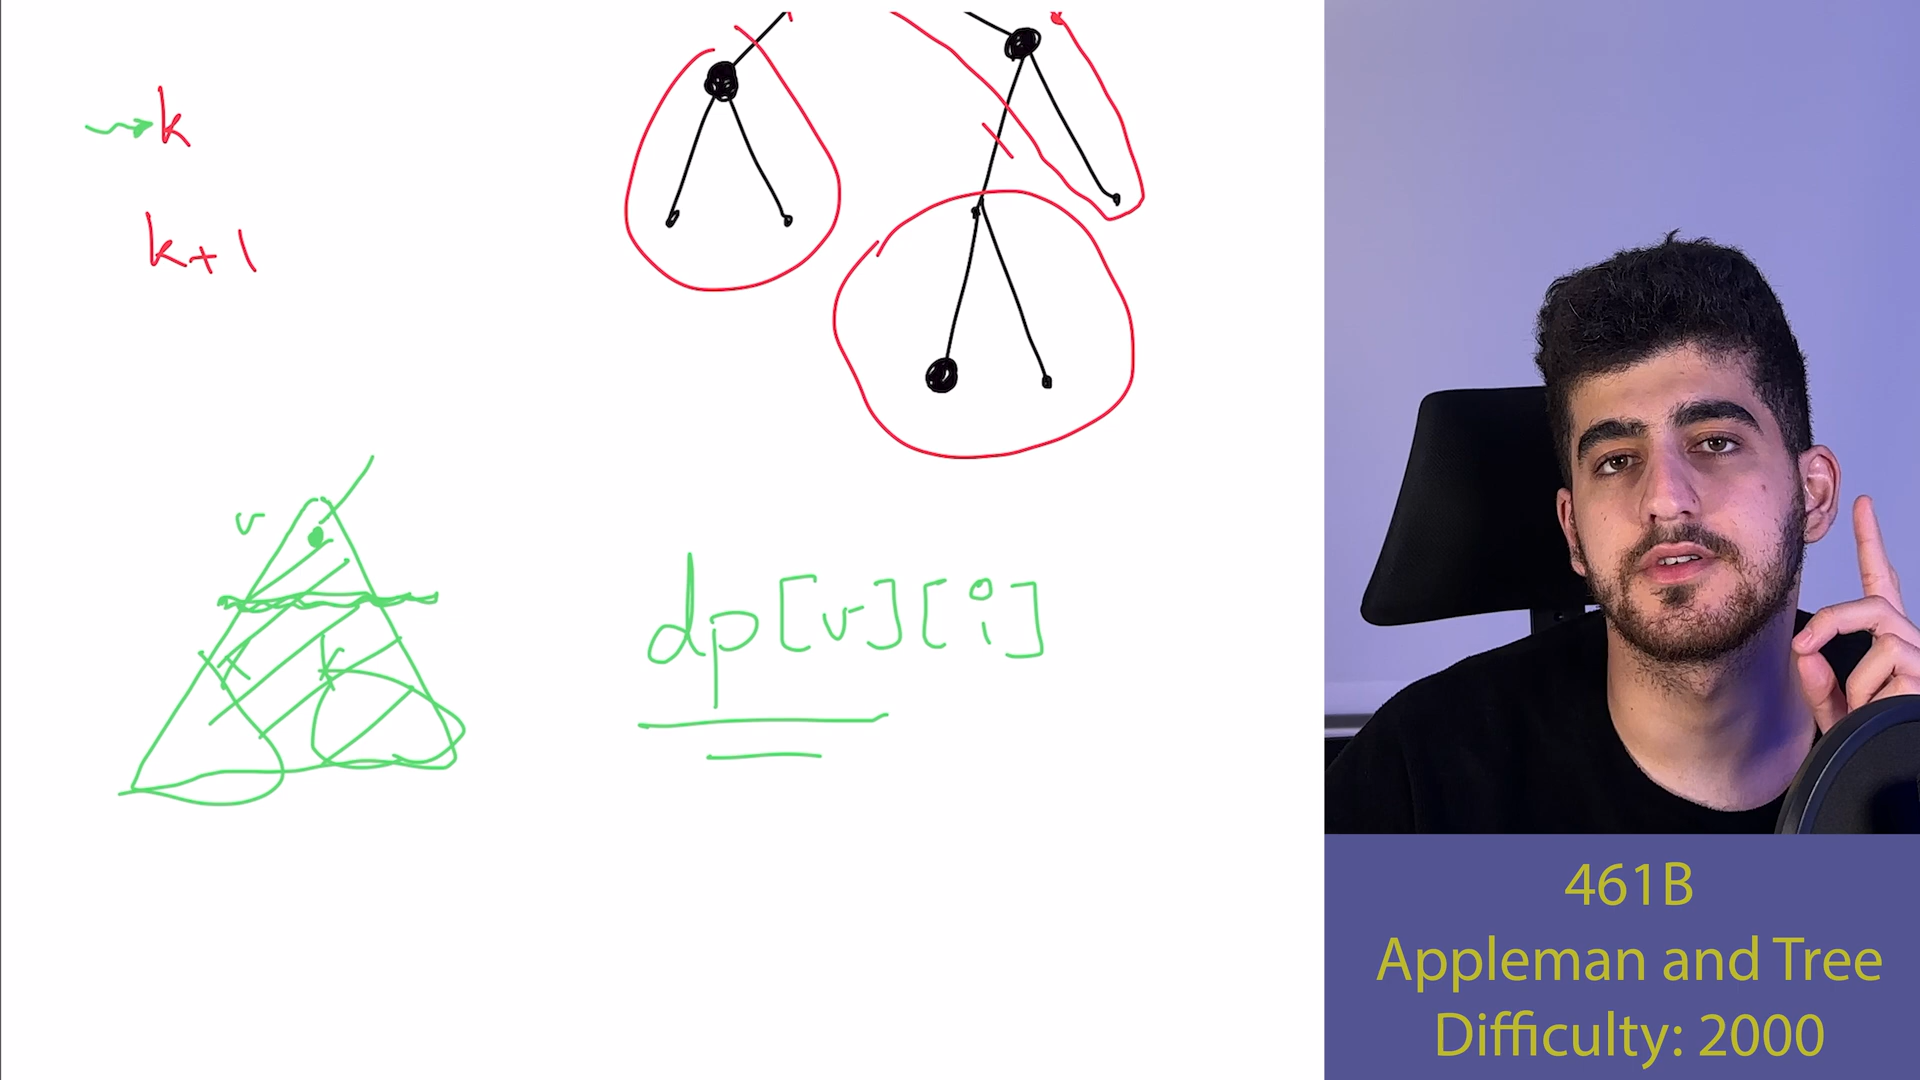 k
k+1
v
k
dp[v][i]
461B
Appleman and Tree
Difficulty: 2000